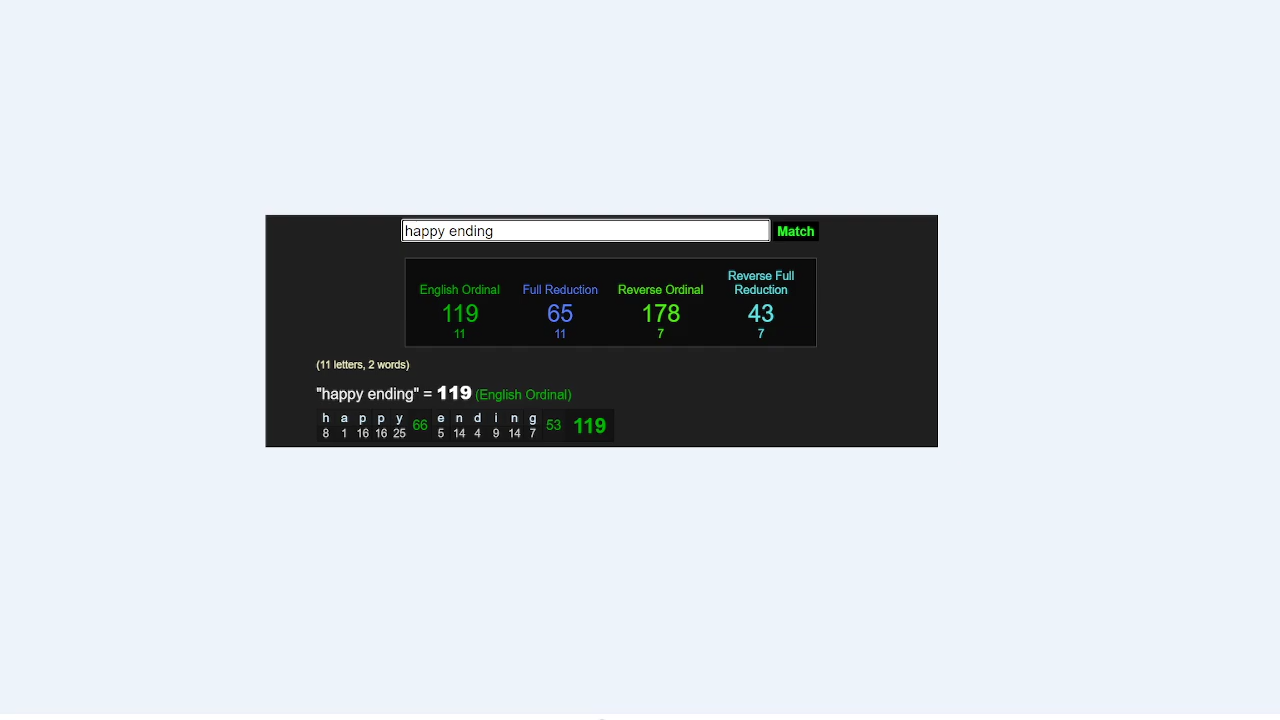 happy ending Match
English Ordinal Full Reduction Reverse Ordinal Reverse Full Reduction
119 65 178 43
11 11 7 7
(11 letters, 2 words)
"happy ending" = 119 (English Ordinal)
h a p p y 66 e n d i n g 53 119
8 1 16 16 25 5 14 4 9 14 7